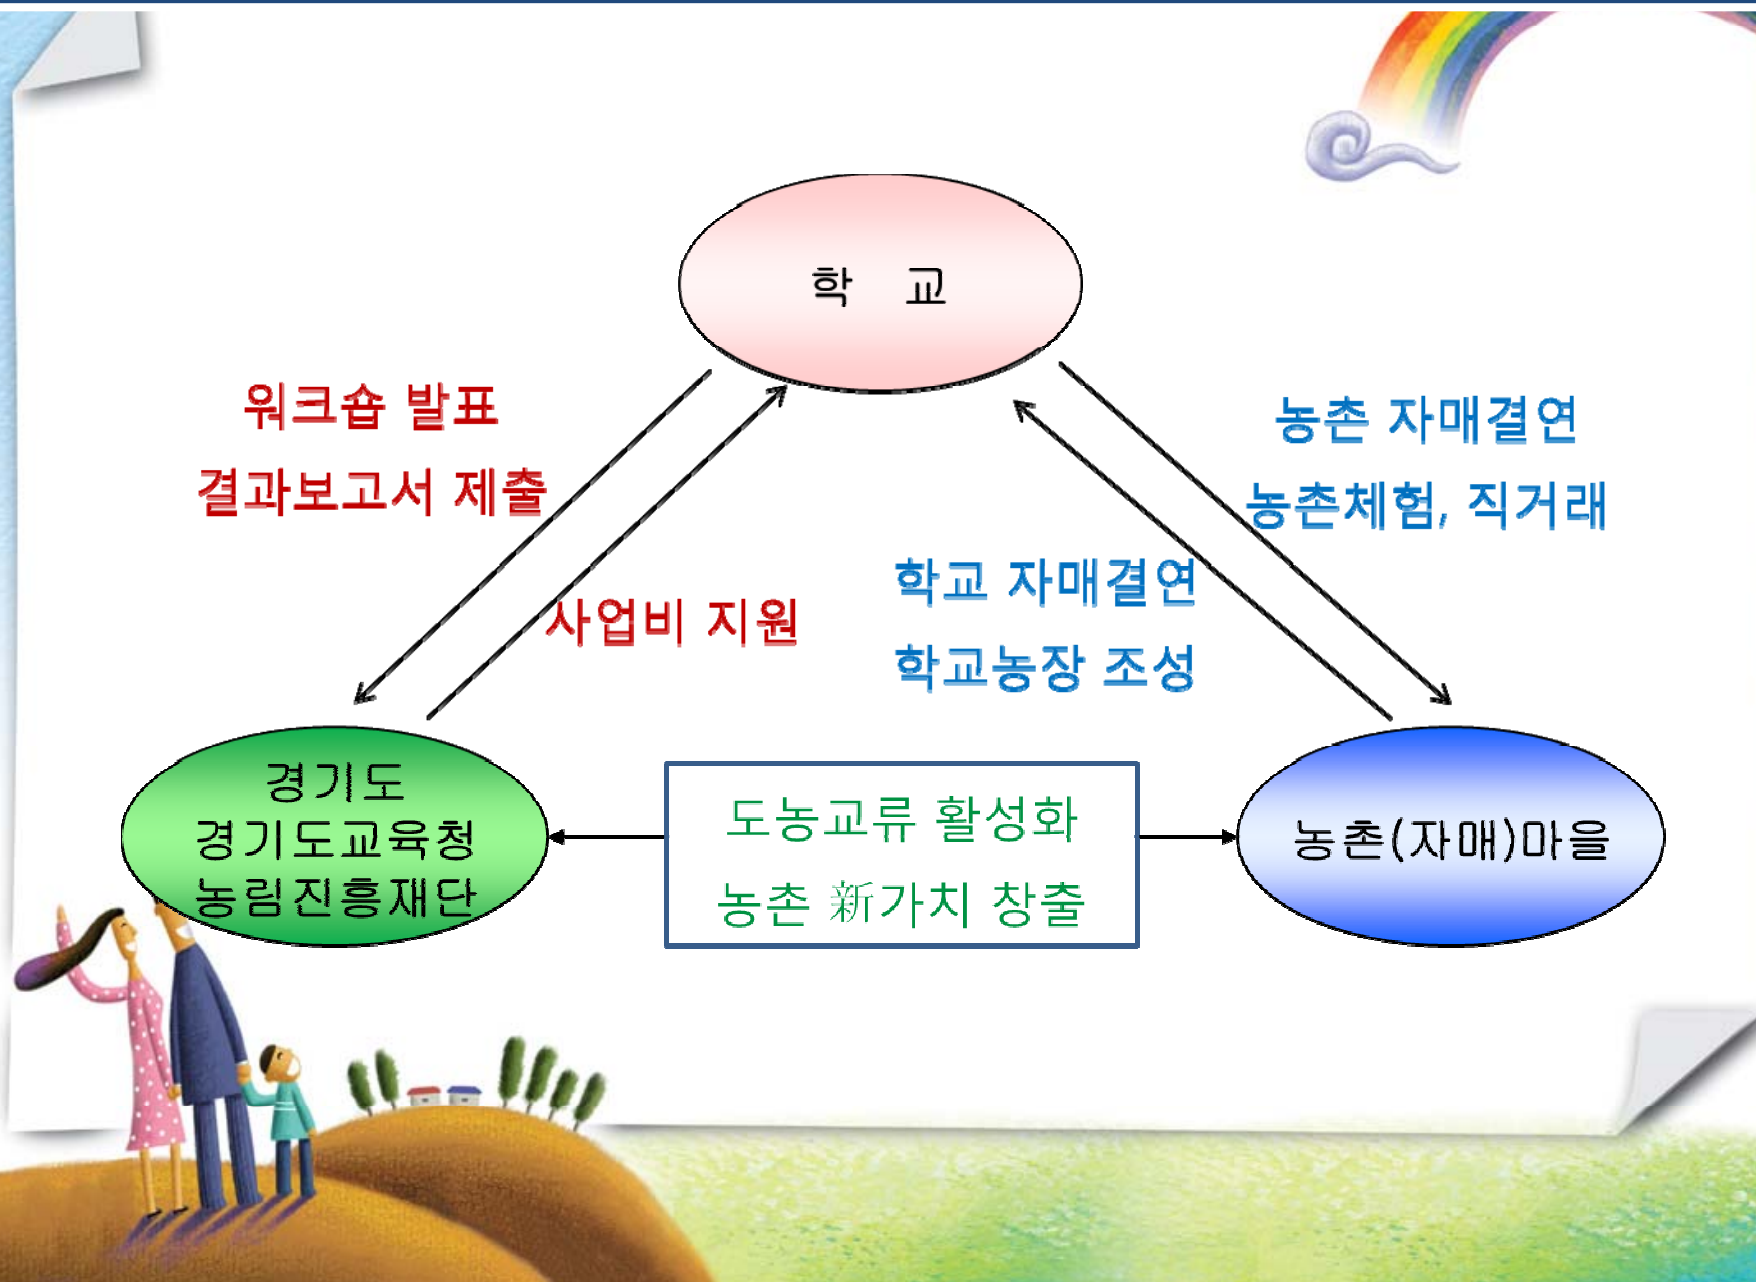 학 교
워크숍 발표
결과보고서 제출
농촌 자매결연
농촌체험, 직거래
사업비 지원
학교 자매결연
학교농장 조성
경기도
경기도교육청
농림진흥재단
도농교류 활성화
농촌 新가치 창출
농촌(자매)마을